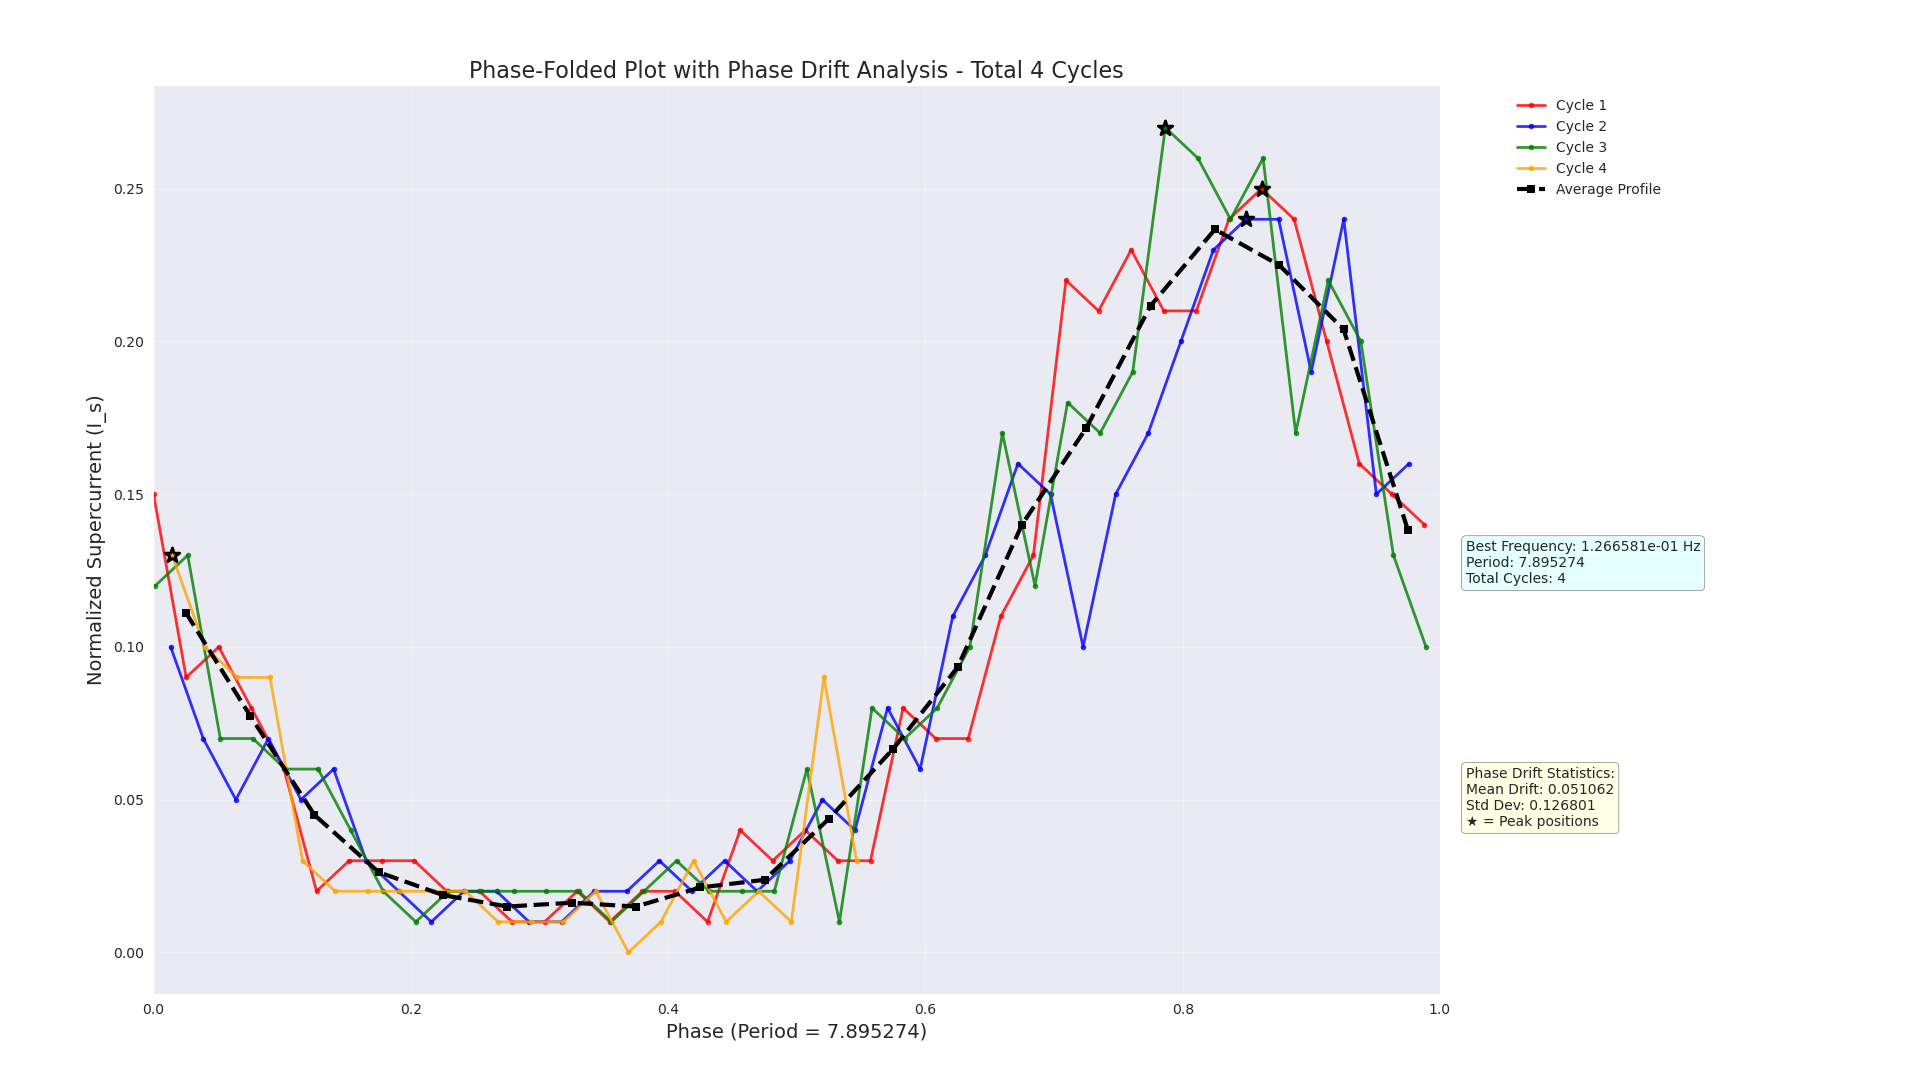 Phase-Folded Plot with Phase Drift Analysis - Total 4 Cycles
Normalized Supercurrent (I_s)
0.25
0.20
0.15
0.10
0.05
0.00
0.0
0.2
0.4
0.6
0.8
1.0
Phase (Period = 7.895274)
Cycle 1
Cycle 2
Cycle 3
Cycle 4
Average Profile
Best Frequency: 1.266581e-01 Hz
Period: 7.895274
Total Cycles: 4
Phase Drift Statistics:
Mean Drift: 0.051062
Std Dev: 0.126801
★ = Peak positions